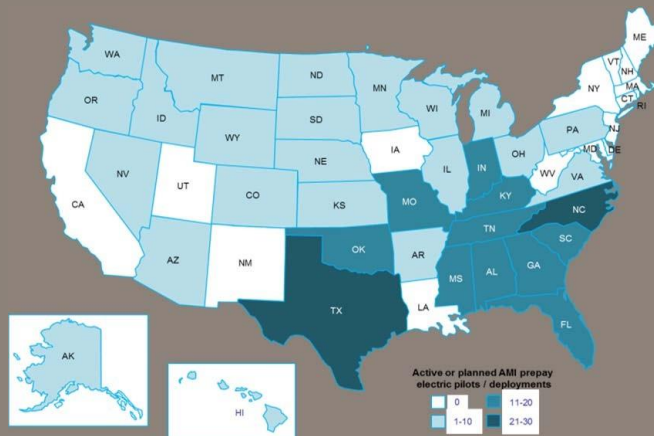 ME
WA
VT
NH
MT
ND
MN
OR
MA
NY
WI
CT
RI
ID
SD
MI
WY
PA
NJ
IA
OH
MD
DE
NE
IN
IL
NV
WV
VA
UT
CO
CA
KS
MO
KY
NC
TN
AZ
OK
AR
SC
NM
MS
AL
GA
LA
TX
FL
AK
HI
Active or planned AMI prepay
electric pilots / deployments
0 11-20
1-10 21-30